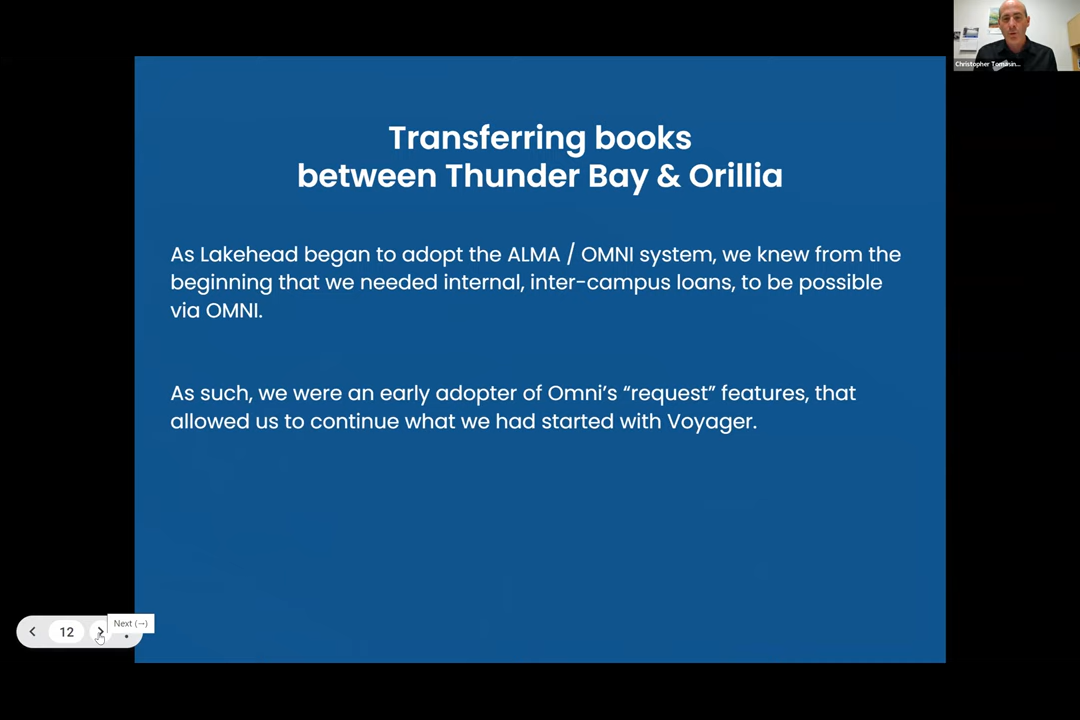 Christopher Tomasin...
Transferring books
between Thunder Bay & Orillia
As Lakehead began to adopt the ALMA / OMNI system, we knew from the
beginning that we needed internal, inter-campus loans, to be possible
via OMNI.
As such, we were an early adopter of Omni’s “request” features, that
allowed us to continue what we had started with Voyager.
Next (→)
12